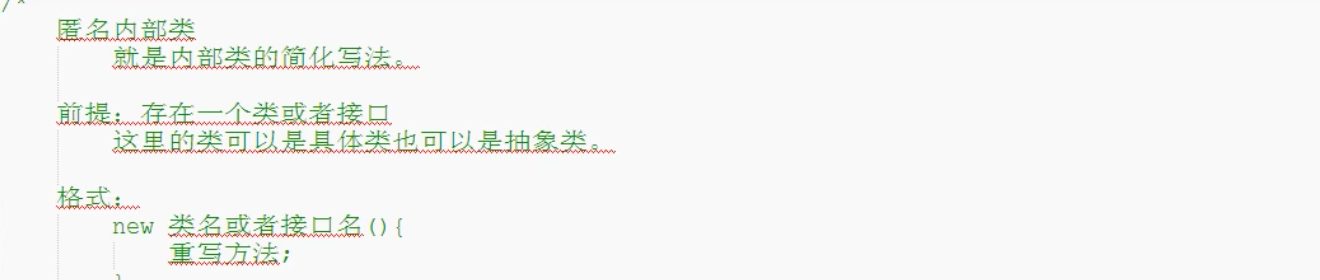 /*
匿名内部类
就是内部类的简化写法。
前提：存在一个类或者接口
这里的类可以是具体类也可以是抽象类。
格式：
new 类名或者接口名(){
重写方法;
}